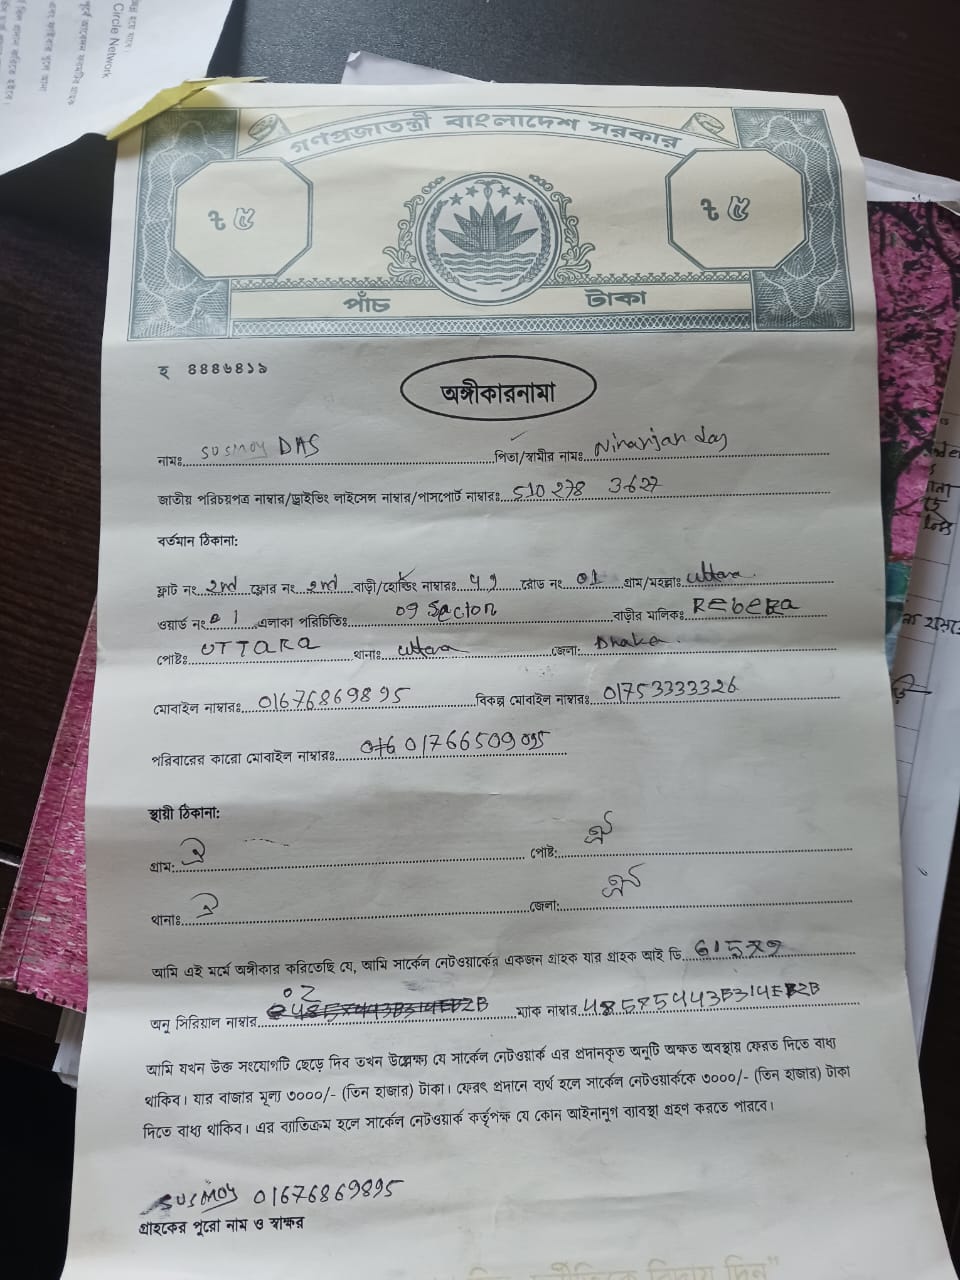 গণপ্রজাতন্ত্রী বাংলাদেশ সরকার
৳ ৫ ৳ ৫
পাঁচ টাকা
হ ৪৪৪৬৪১৯
অঙ্গীকারনামা
নামঃ SUSMOY DAS পিতা/স্বামীর নামঃ Niranjan das
জাতীয় পরিচয়পত্র নাম্বার/ড্রাইভিং লাইসেন্স নাম্বার/পাসপোর্ট নাম্বারঃ 510 278 3627
বর্তমান ঠিকানা:
ফ্লাট নং 2nd ফ্লোর নং 2nd বাড়ী/হোল্ডিং নাম্বারঃ রোড নং 01 গ্রাম/মহল্লাঃ uttara
ওয়ার্ড নং 1 এলাকা পরিচিতিঃ 09 Sector বাড়ীর মালিকঃ REbEKa
পোষ্টঃ UTTARA থানাঃ uttara জেলা: Dhaka
মোবাইল নাম্বারঃ 01676869895 বিকল্প মোবাইল নাম্বারঃ 01753333326
পরিবারের কারো মোবাইল নাম্বারঃ 01766509095
স্থায়ী ঠিকানা:
গ্রাম: ঐ পোষ্ট: ঐ
থানাঃ ঐ জেলা: ঐ
আমি এই মর্মে অঙ্গীকার করিতেছি যে, আমি সার্কেল নেটওয়ার্কের একজন গ্রাহক যার গ্রাহক আই ডি
02
অনু সিরিয়াল নাম্বার ম্যাক নাম্বার
আমি যখন উক্ত সংযোগটি ছেড়ে দিব তখন উল্লেক্ষ্য যে সার্কেল নেটওয়ার্ক এর প্রদানকৃত অনুটি অক্ষত অবস্থায় ফেরত দিতে বাধ্য
থাকিব। যার বাজার মূল্য ৩০০০/- (তিন হাজার) টাকা। ফেরৎ প্রদানে ব্যর্থ হলে সার্কেল নেটওয়ার্ককে ৩০০০/- (তিন হাজার) টাকা
দিতে বাধ্য থাকিব। এর ব্যাতিক্রম হলে সার্কেল নেটওয়ার্ক কর্তৃপক্ষ যে কোন আইনানুগ ব্যাবস্থা গ্রহণ করতে পারবে।
SUSMOY 01676869895
গ্রাহকের পুরো নাম ও স্বাক্ষর
Circle Network